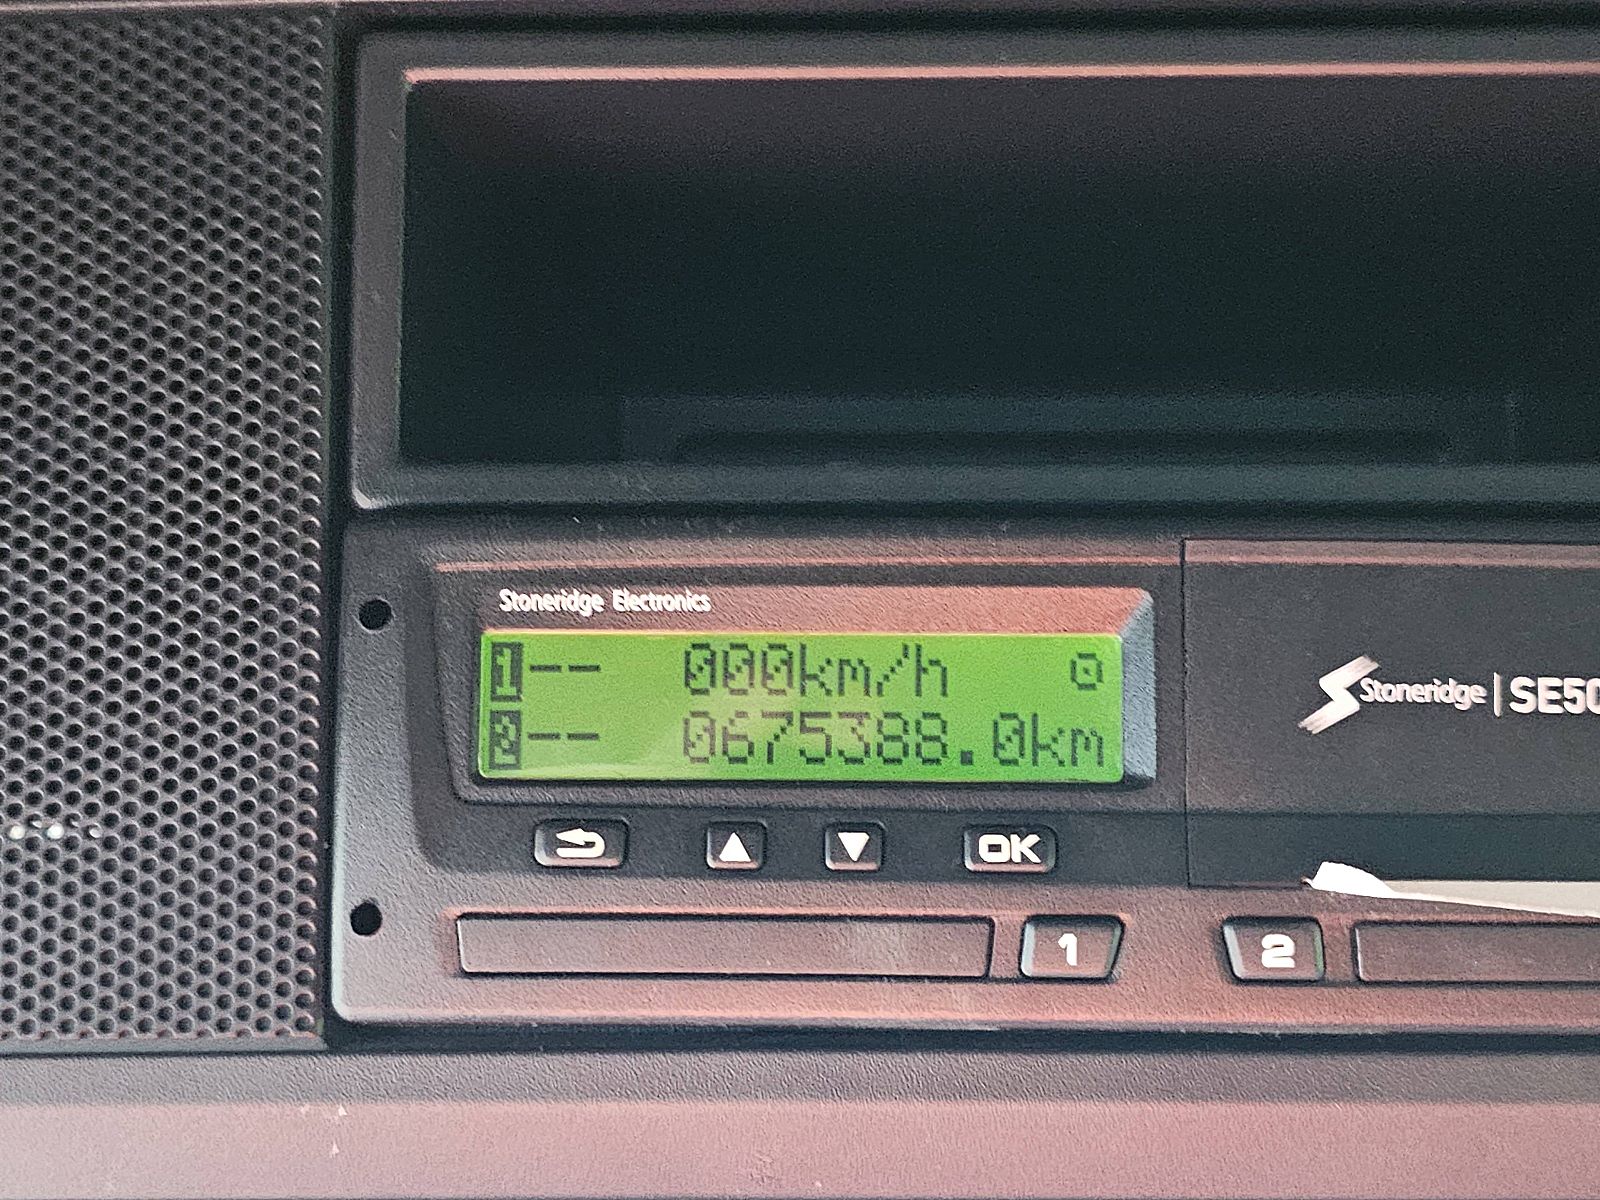 Stoneridge Electronics
1-- 000km/h
2-- 0675388.0km
Stoneridge | SE50
OK
1
2